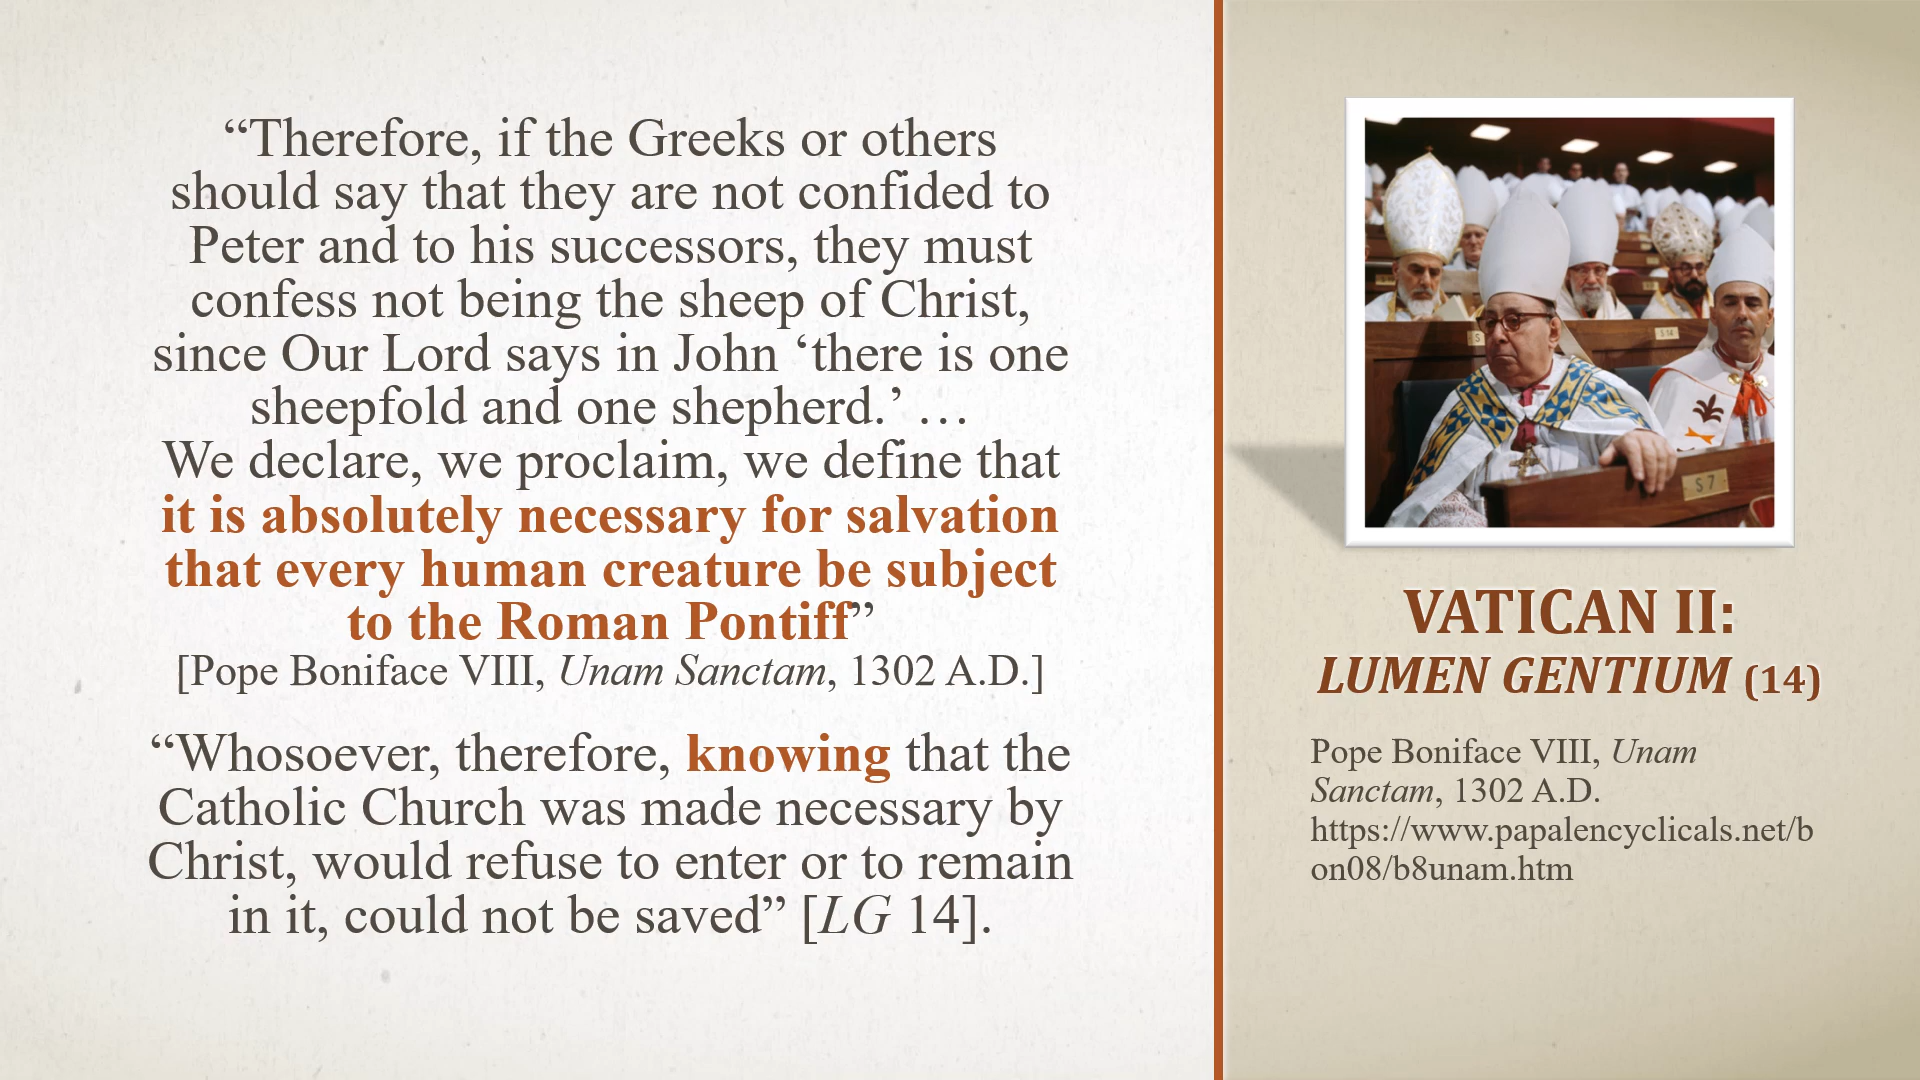 “Therefore, if the Greeks or others
should say that they are not confided to
Peter and to his successors, they must
confess not being the sheep of Christ,
since Our Lord says in John ‘there is one
sheepfold and one shepherd.’ …
We declare, we proclaim, we define that
it is absolutely necessary for salvation
that every human creature be subject
to the Roman Pontiff”
[Pope Boniface VIII, Unam Sanctam, 1302 A.D.]
“Whosoever, therefore, knowing that the
Catholic Church was made necessary by
Christ, would refuse to enter or to remain
in it, could not be saved” [LG 14].
S 14
S 7
VATICAN II:
LUMEN GENTIUM (14)
Pope Boniface VIII, Unam
Sanctam, 1302 A.D.
https://www.papalencyclicals.net/b
on08/b8unam.htm